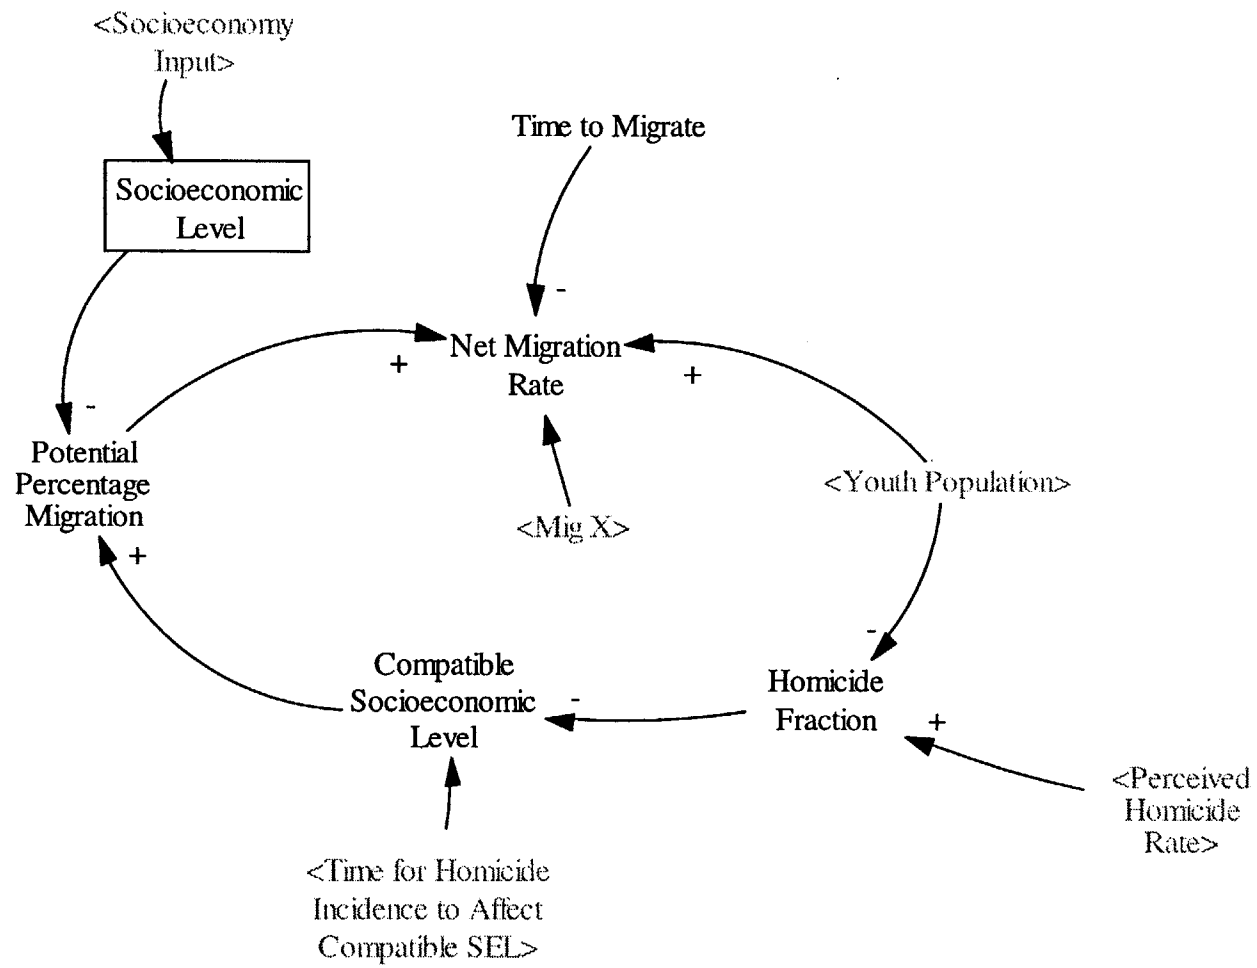 <Socioeconomy
Input>
Time to Migrate
Socioeconomic
Level
-
Net Migration
Rate
+
+
-
Potential
Percentage
Migration
<Youth Population>
<Mig X>
+
-
Compatible
Socioeconomic
Level
-
Homicide
Fraction
+
<Perceived
Homicide
Rate>
<Time for Homicide
Incidence to Affect
Compatible SEL>